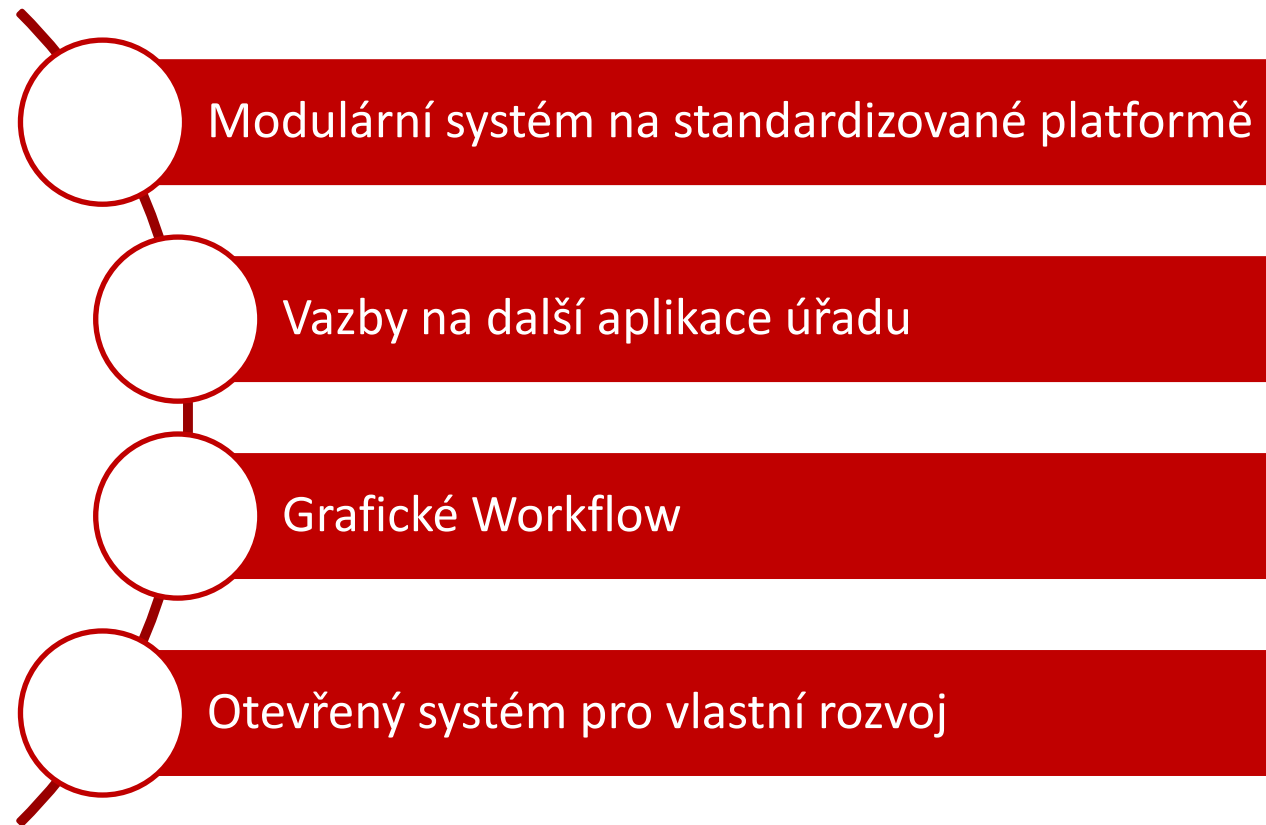 Modulární systém na standardizované platformě
Vazby na další aplikace úřadu
Grafické Workflow
Otevřený systém pro vlastní rozvoj